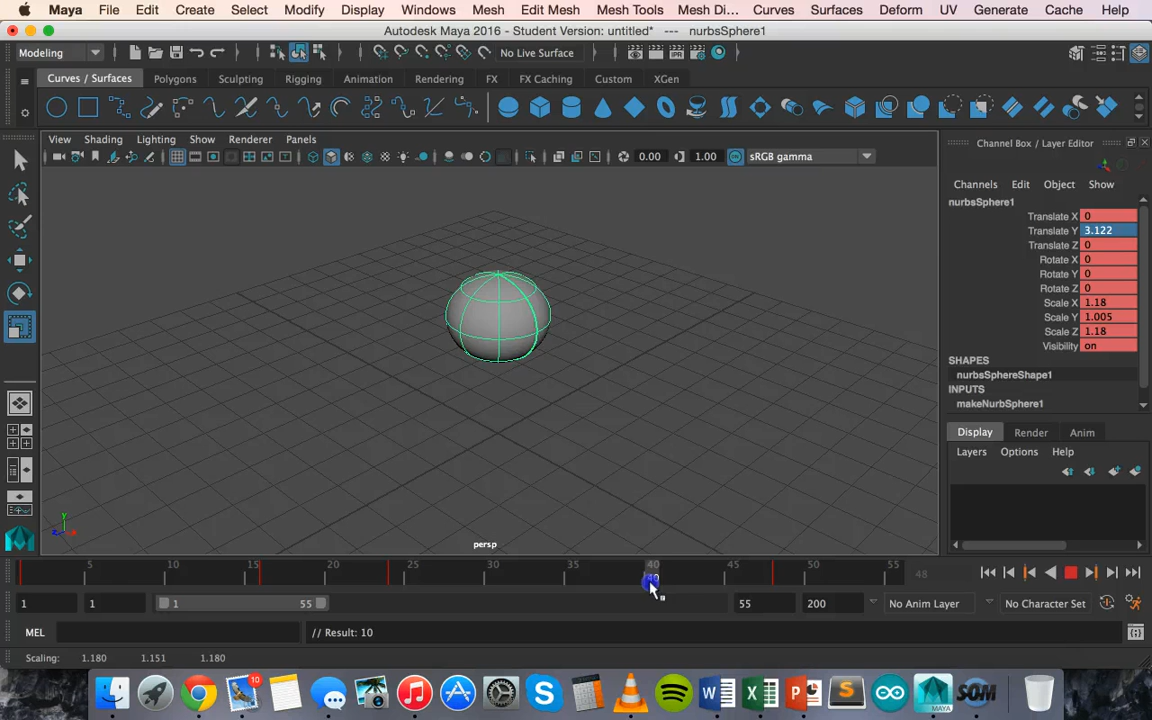 Maya File Edit Create Select Modify Display Windows Mesh Edit Mesh Mesh Tools Mesh Di... Curves Surfaces Deform UV Generate Cache Help
Autodesk Maya 2016 - Student Version: untitled* --- nurbsSphere1
Modeling No Live Surface
Curves / Surfaces Polygons Sculpting Rigging Animation Rendering FX FX Caching Custom XGen
View Shading Lighting Show Renderer Panels
0.00 1.00 sRGB gamma
Channel Box / Layer Editor
Channels Edit Object Show
nurbsSphere1
Translate X 0
Translate Y 3.122
Translate Z 0
Rotate X 0
Rotate Y 0
Rotate Z 0
Scale X 1.18
Scale Y 1.005
Scale Z 1.18
Visibility on
SHAPES
nurbsSphereShape1
INPUTS
makeNurbSphere1
Display Render Anim
Layers Options Help
persp
5 10 15 20 25 30 35 40 45 50 55 48
1 1 1 55 55 200 No Anim Layer No Character Set
MEL // Result: 10
Scaling: 1.180 1.151 1.180
10